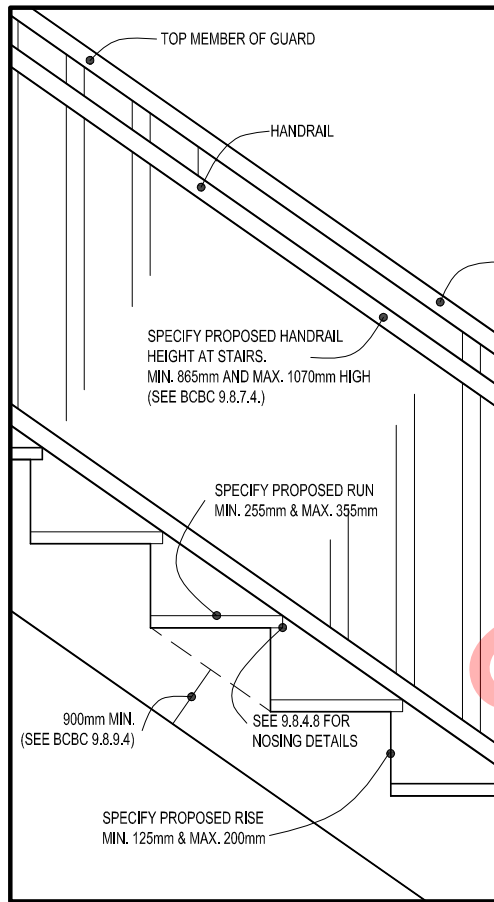 TOP MEMBER OF GUARD
HANDRAIL
SPECIFY PROPOSED HANDRAIL
HEIGHT AT STAIRS.
MIN. 865mm AND MAX. 1070mm HIGH
(SEE BCBC 9.8.7.4.)
SPECIFY PROPOSED RUN
MIN. 255mm & MAX. 355mm
900mm MIN.
(SEE BCBC 9.8.9.4)
SEE 9.8.4.8 FOR
NOSING DETAILS
SPECIFY PROPOSED RISE
MIN. 125mm & MAX. 200mm